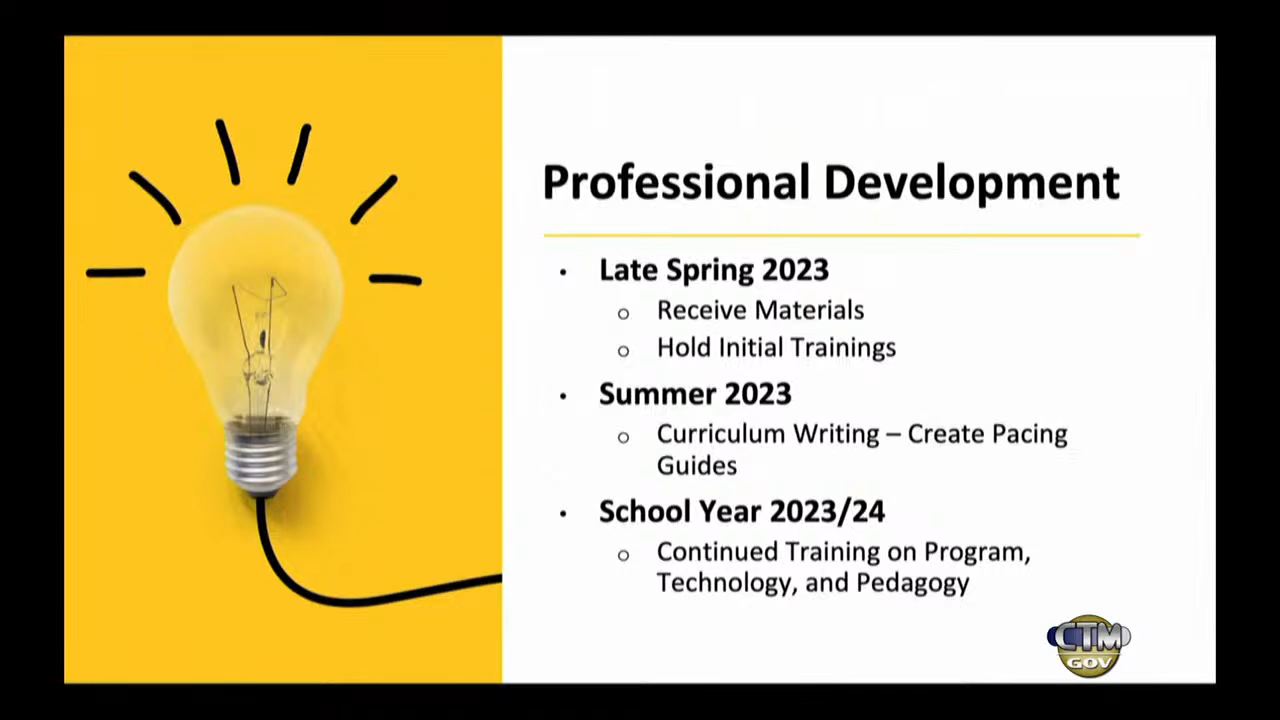 Professional Development
• Late Spring 2023
o Receive Materials
o Hold Initial Trainings
• Summer 2023
o Curriculum Writing – Create Pacing
Guides
• School Year 2023/24
o Continued Training on Program,
Technology, and Pedagogy
CTM
GOV